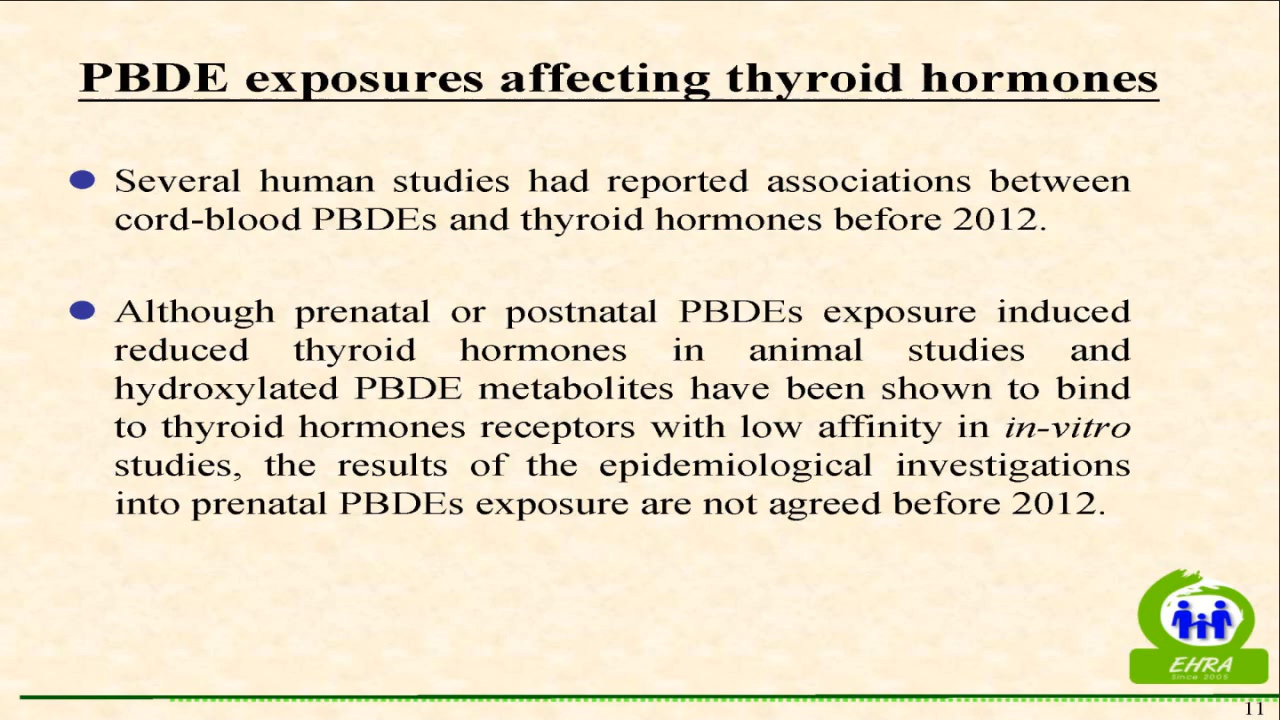 PBDE exposures affecting thyroid hormones
Several human studies had reported associations between
cord-blood PBDEs and thyroid hormones before 2012.
Although prenatal or postnatal PBDEs exposure induced
reduced thyroid hormones in animal studies and
hydroxylated PBDE metabolites have been shown to bind
to thyroid hormones receptors with low affinity in in-vitro
studies, the results of the epidemiological investigations
into prenatal PBDEs exposure are not agreed before 2012.
EHRA
Since 2005
11